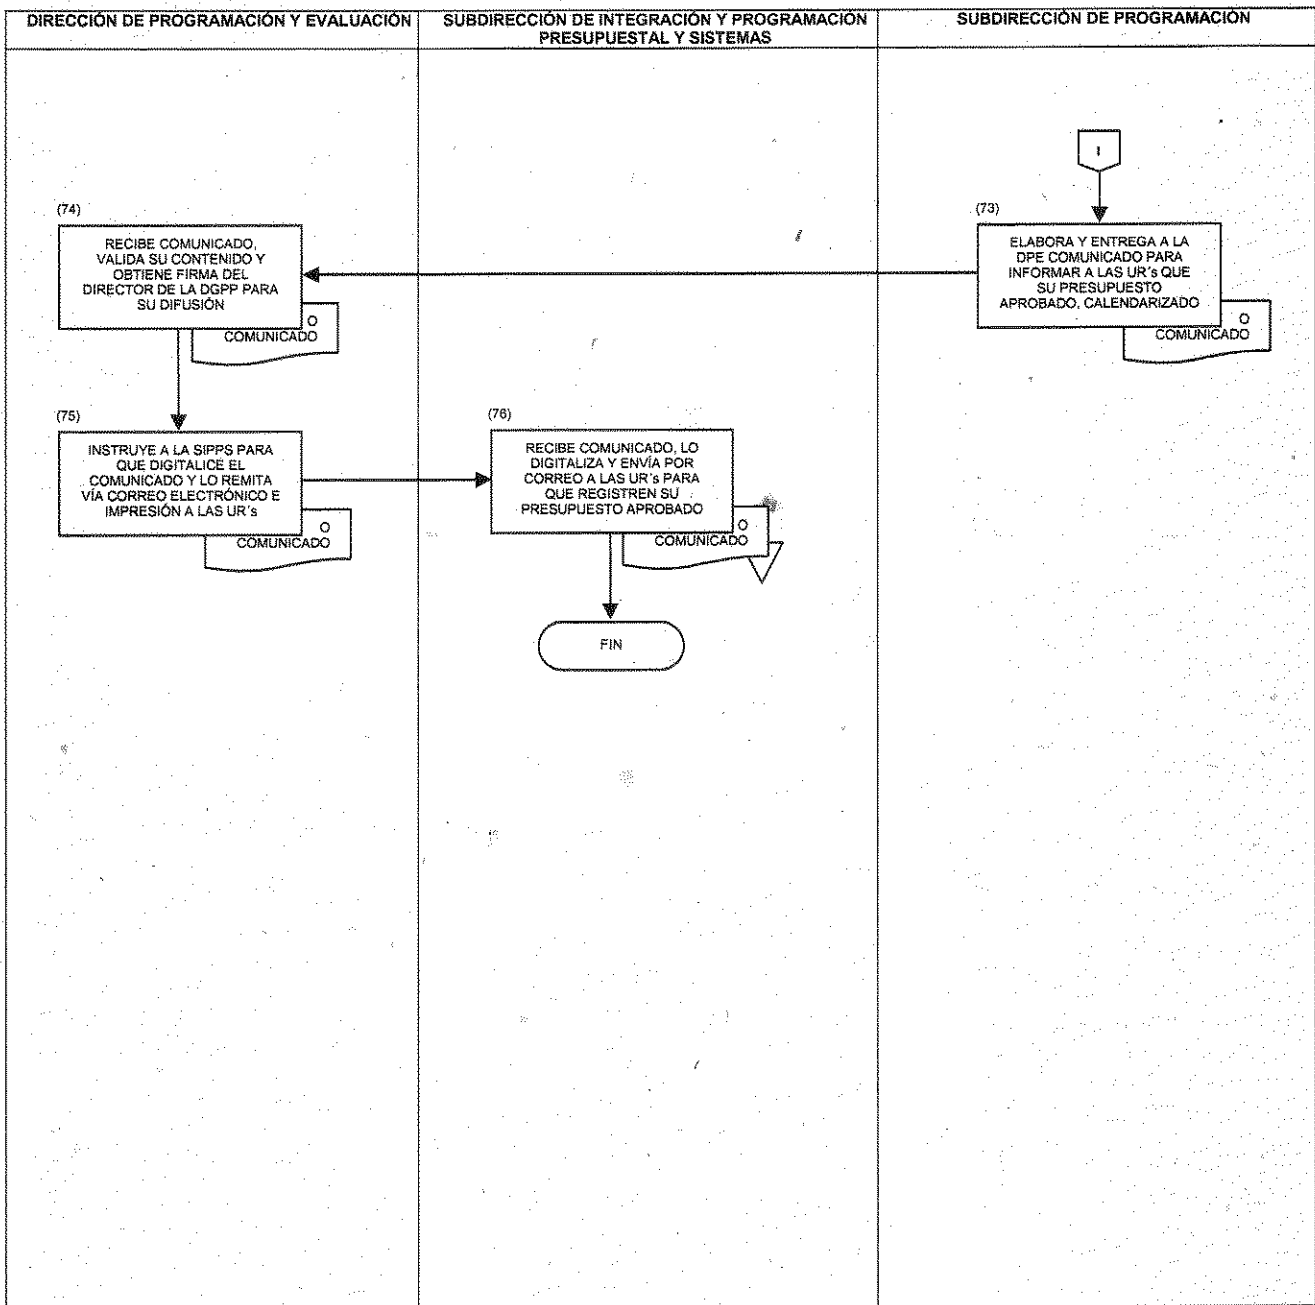 DIRECCIÓN DE PROGRAMACIÓN Y EVALUACIÓN
SUBDIRECCIÓN DE INTEGRACIÓN Y PROGRAMACIÓN
PRESUPUESTAL Y SISTEMAS
SUBDIRECCIÓN DE PROGRAMACIÓN
I
(73)
ELABORA Y ENTREGA A LA
DPE COMUNICADO PARA
INFORMAR A LAS UR's QUE
SU PRESUPUESTO
APROBADO, CALENDARIZADO
O
COMUNICADO
(74)
RECIBE COMUNICADO,
VALIDA SU CONTENIDO Y
OBTIENE FIRMA DEL
DIRECTOR DE LA DGPP PARA
SU DIFUSIÓN
O
COMUNICADO
(75)
INSTRUYE A LA SIPPS PARA
QUE DIGITALICE EL
COMUNICADO Y LO REMITA
VÍA CORREO ELECTRÓNICO E
IMPRESIÓN A LAS UR's
O
COMUNICADO
(76)
RECIBE COMUNICADO, LO
DIGITALIZA Y ENVÍA POR
CORREO A LAS UR's PARA
QUE REGISTREN SU
PRESUPUESTO APROBADO
O
COMUNICADO
FIN